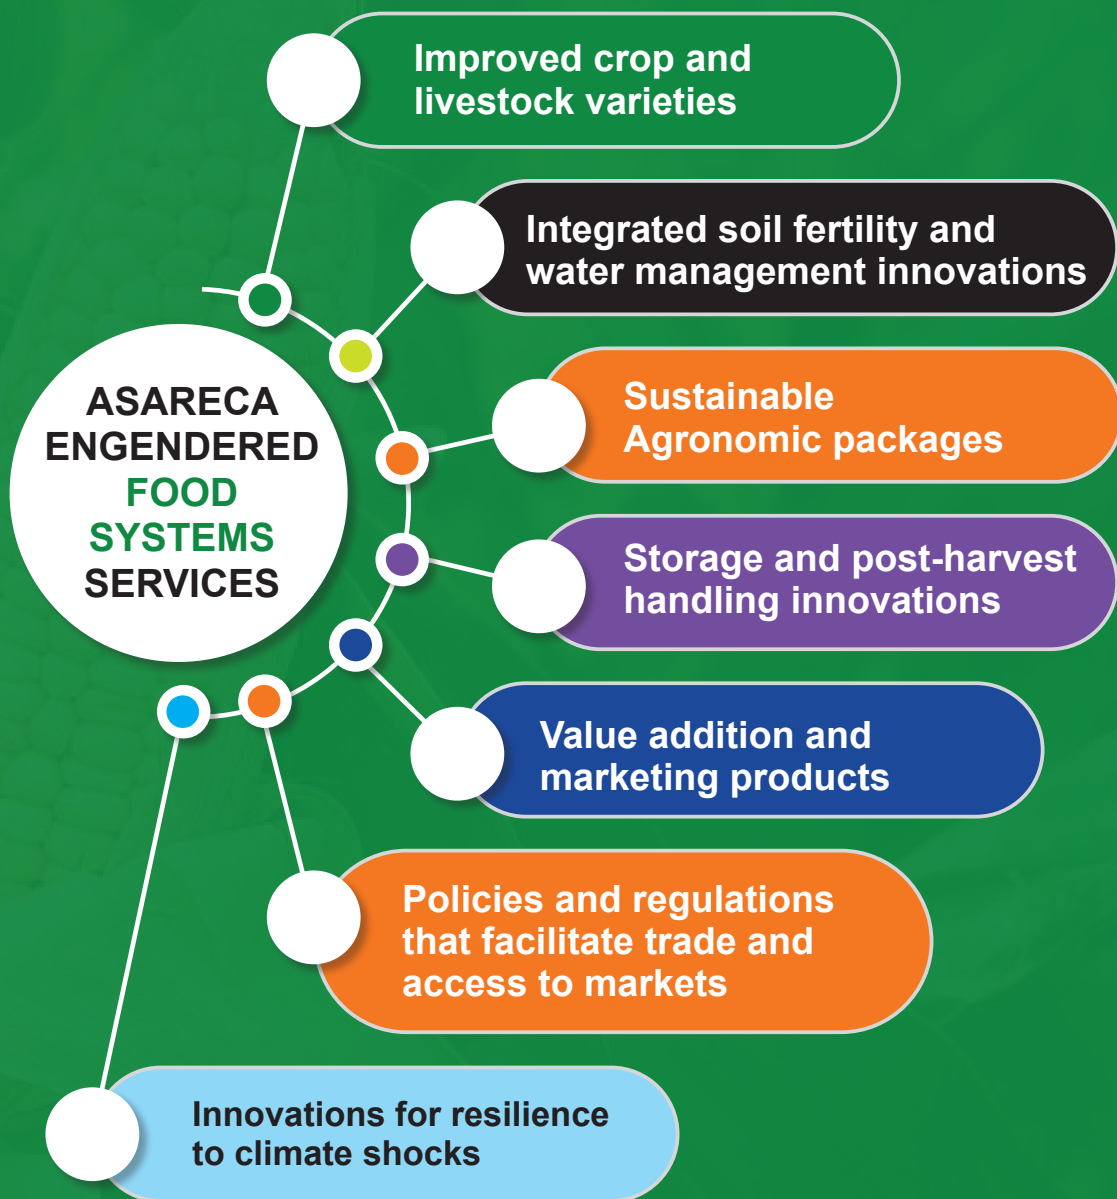 Improved crop and
livestock varieties
Integrated soil fertility and
water management innovations
ASARECA
ENGENDERED
FOOD
SYSTEMS
SERVICES
Sustainable
Agronomic packages
Storage and post-harvest
handling innovations
Value addition and
marketing products
Policies and regulations
that facilitate trade and
access to markets
Innovations for resilience
to climate shocks